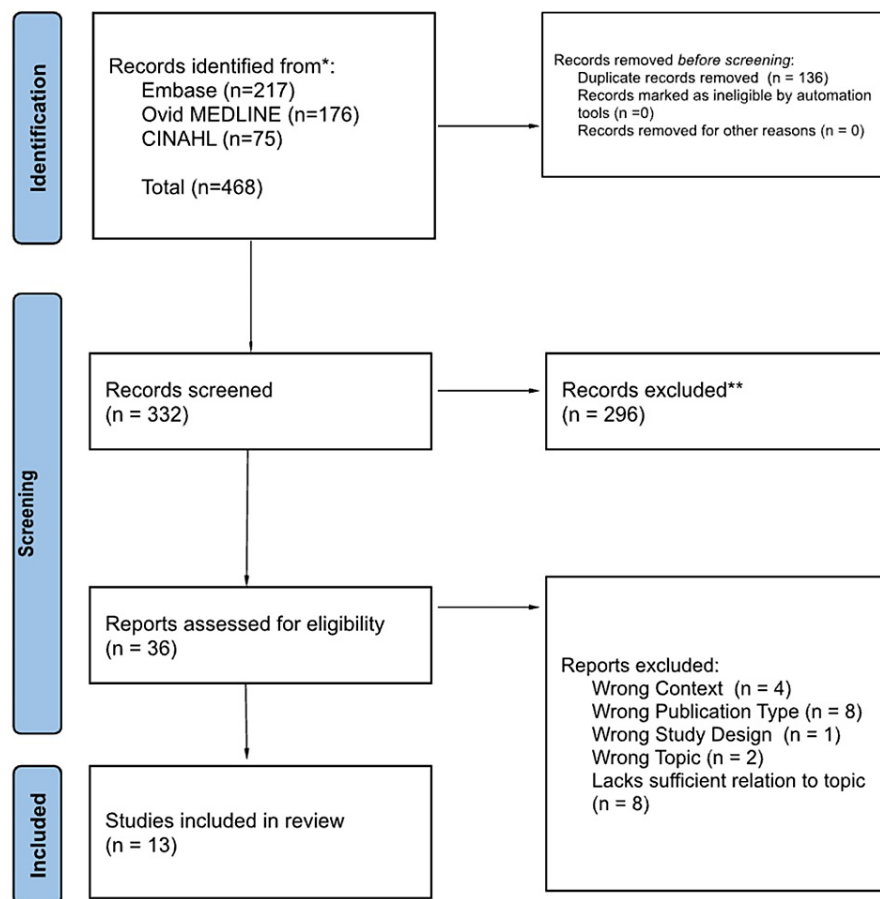 Identification
Records identified from*:
Embase (n=217)
Ovid MEDLINE (n=176)
CINAHL (n=75)
Total (n=468)
Records removed before screening:
Duplicate records removed (n = 136)
Records marked as ineligible by automation
tools (n =0)
Records removed for other reasons (n = 0)
Screening
Records screened
(n = 332)
Records excluded**
(n = 296)
Reports assessed for eligibility
(n = 36)
Reports excluded:
Wrong Context (n = 4)
Wrong Publication Type (n = 8)
Wrong Study Design (n = 1)
Wrong Topic (n = 2)
Lacks sufficient relation to topic
(n = 8)
Included
Studies included in review
(n = 13)